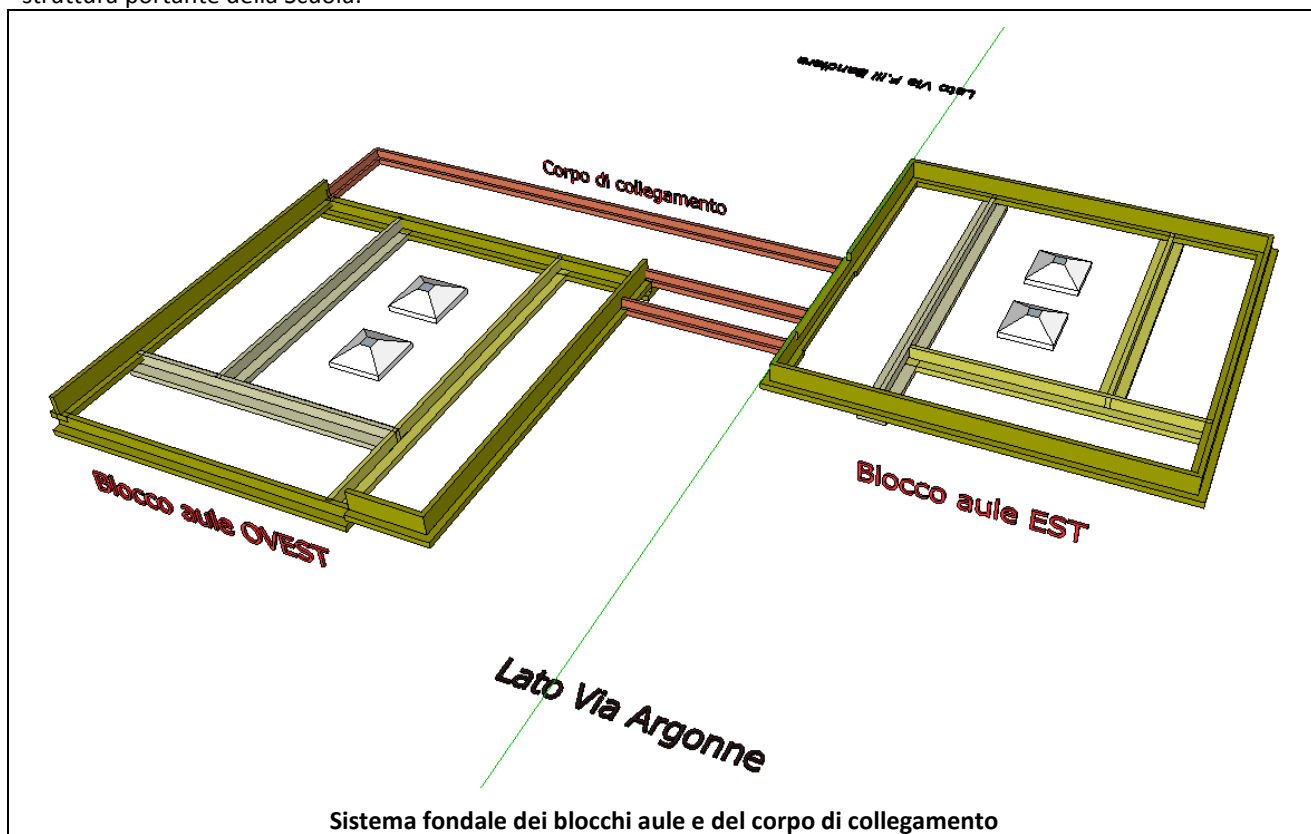 struttura portante della Scuola.
Lato Via F.lli Bandiera
Corpo di collegamento
Blocco aule EST
Blocco aule OVEST
Lato Via Argonne
Sistema fondale dei blocchi aule e del corpo di collegamento